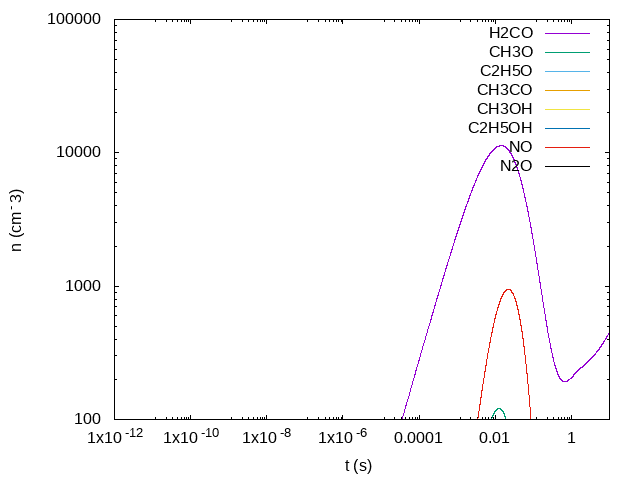 100000
10000
1000
100
n (cm^-3)
H2CO
CH3O
C2H5O
CH3CO
CH3OH
C2H5OH
NO
N2O
1x10^-12
1x10^-10
1x10^-8
1x10^-6
0.0001
0.01
1
t (s)